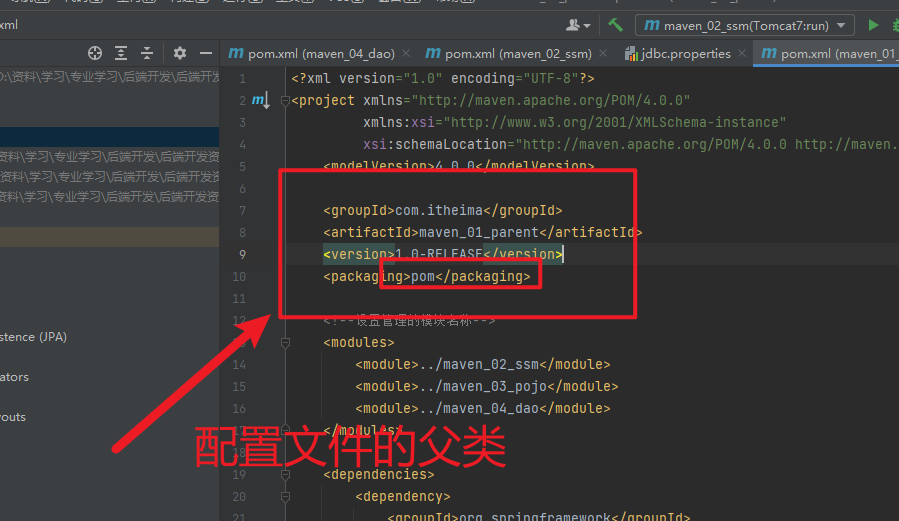 xml
maven_02_ssm(Tomcat7:run)
pom.xml (maven_04_dao)
pom.xml (maven_02_ssm)
jdbc.properties
pom.xml (maven_01_
D:\资料\学习\专业学习\后端开发\后端开
资料\学习\专业学习\后端开发\后端开发资
资料\学习\专业学习\后端开发\后端开发资
资料\学习\专业学习\后端开发\后端开发资
stence (JPA)
ators
outs
1 <?xml version="1.0" encoding="UTF-8"?>
2 <project xmlns="http://maven.apache.org/POM/4.0.0"
3 xmlns:xsi="http://www.w3.org/2001/XMLSchema-instance"
4 xsi:schemaLocation="http://maven.apache.org/POM/4.0.0 http://maven.
5 <modelVersion>4.0.0</modelVersion>
6
7 <groupId>com.itheima</groupId>
8 <artifactId>maven_01_parent</artifactId>
9 <version>1.0-RELEASE</version>
10 <packaging>pom</packaging>
11
12 <!--设置管理的模块名称-->
13 <modules>
14 <module>../maven_02_ssm</module>
15 <module>../maven_03_pojo</module>
16 <module>../maven_04_dao</module>
17 </modules>
配置文件的父类
18
19 <dependencies>
20 <dependency>
21 <groupId>org.springframework</groupId>